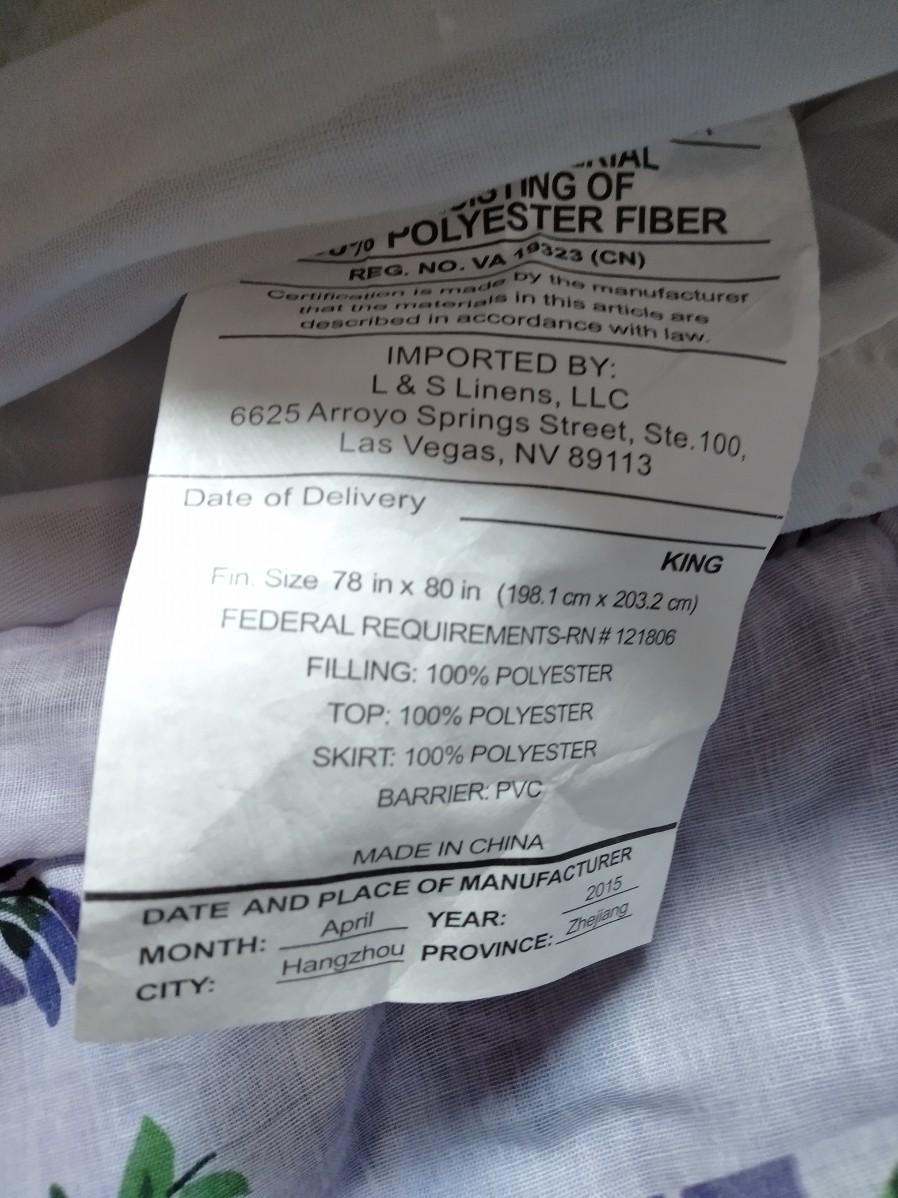 OF
POLYESTER FIBER
REG. NO. VA 19323 (CN)
Certification is made by the manufacturer
that the materials in this article are
described in accordance with law.
IMPORTED BY:
L & S Linens, LLC
6625 Arroyo Springs Street, Ste.100,
Las Vegas, NV 89113
Date of Delivery
KING
Fin. Size 78 in x 80 in (198.1 cm x 203.2 cm)
FEDERAL REQUIREMENTS-RN # 121806
FILLING: 100% POLYESTER
TOP: 100% POLYESTER
SKIRT: 100% POLYESTER
BARRIER: PVC
MADE IN CHINA
DATE AND PLACE OF MANUFACTURER
MONTH: April YEAR: 2015
CITY: Hangzhou PROVINCE: Zhejiang